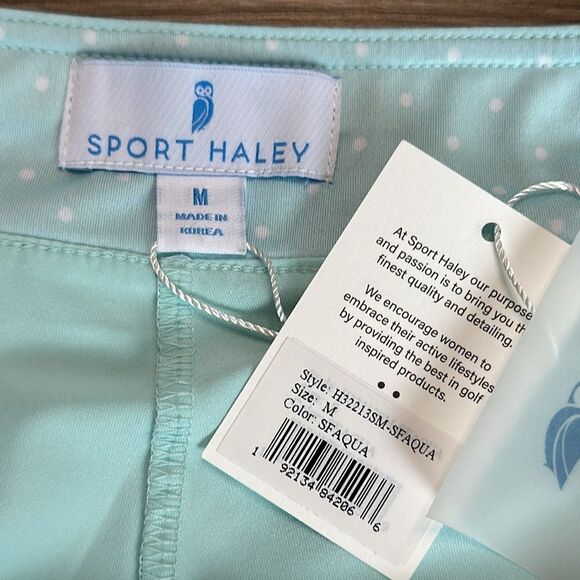 SPORT HALEY
M
MADE IN
KOREA
At Sport Haley our purpose
and passion is to bring you
finest quality and detailing.
We encourage women to
embrace their active lifestyles
by providing the best in golf
inspired products.
Style: H32213SM-SFAQUA
Size: M
Color: SFAQUA
1 92134 84206 6